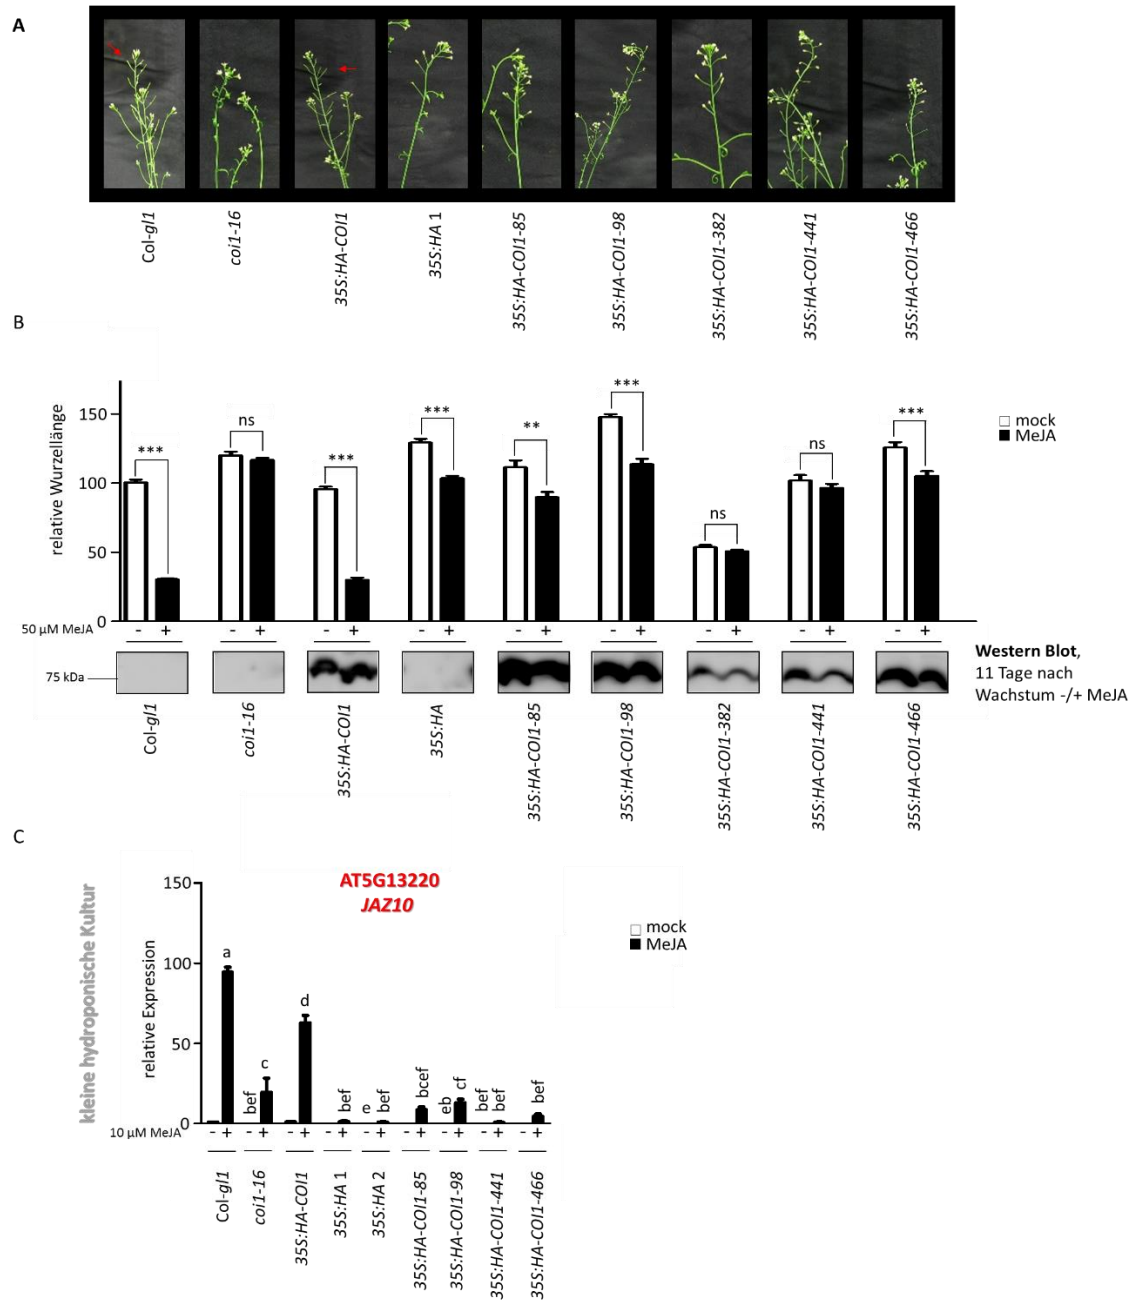 A
Col-gl1
coi1-16
35S:HA-COI1
35S:HA 1
35S:HA-COI1-85
35S:HA-COI1-98
35S:HA-COI1-382
35S:HA-COI1-441
35S:HA-COI1-466
B
relative Wurzellänge
150
100
50
0
***
ns
***
***
**
***
ns
ns
***
mock
MeJA
50 µM MeJA
- + - + - + - + - + - + - + - + - +
75 kDa
Western Blot,
11 Tage nach
Wachstum -/+ MeJA
Col-gl1
coi1-16
35S:HA-COI1
35S:HA
35S:HA-COI1-85
35S:HA-COI1-98
35S:HA-COI1-382
35S:HA-COI1-441
35S:HA-COI1-466
C
kleine hydroponische Kultur
AT5G13220
JAZ10
relative Expression
150
100
50
0
a
bef
c
d
bef
e
bef
bcef
eb
cf
bef
bef
bef
mock
MeJA
10 µM MeJA
- + - + - + - + - + - + - + - + - +
Col-gl1
coi1-16
35S:HA-COI1
35S:HA 1
35S:HA 2
35S:HA-COI1-85
35S:HA-COI1-98
35S:HA-COI1-441
35S:HA-COI1-466